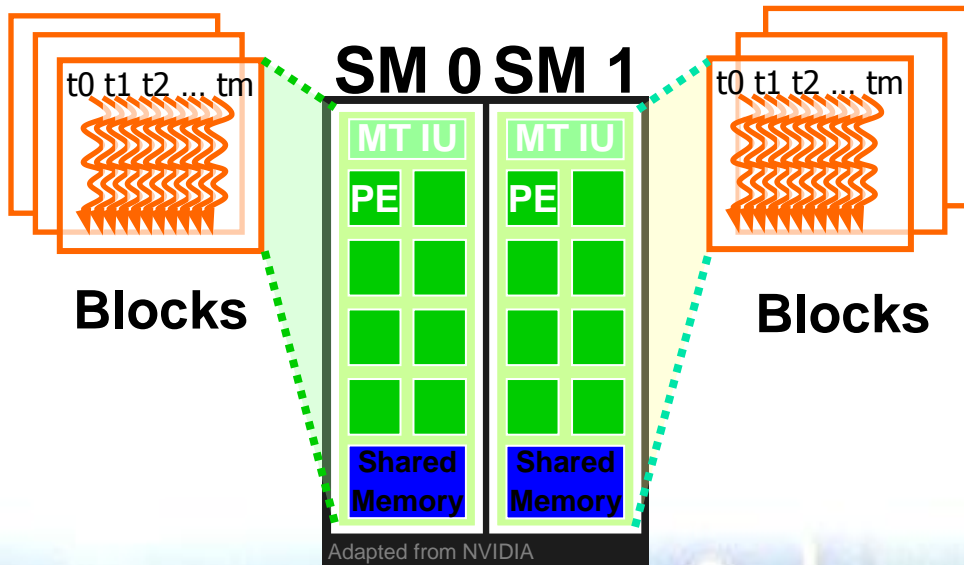 SM 0 SM 1
t0 t1 t2 ... tm
t0 t1 t2 ... tm
MT IU
MT IU
PE
PE
Blocks
Blocks
Shared
Memory
Shared
Memory
Adapted from NVIDIA